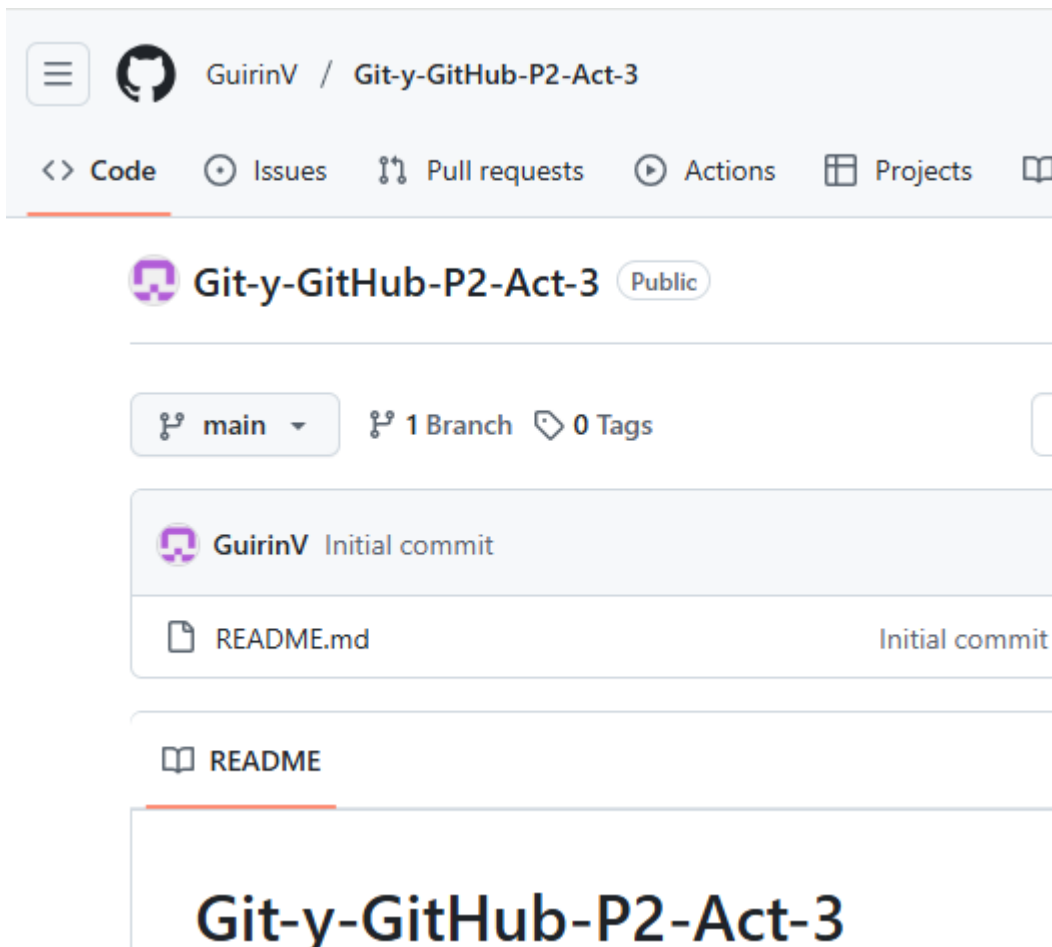 GuirinV / Git-y-GitHub-P2-Act-3
<> Code Issues Pull requests Actions Projects
Git-y-GitHub-P2-Act-3 Public
main 1 Branch 0 Tags
GuirinV Initial commit
README.md Initial commit
README
Git-y-GitHub-P2-Act-3